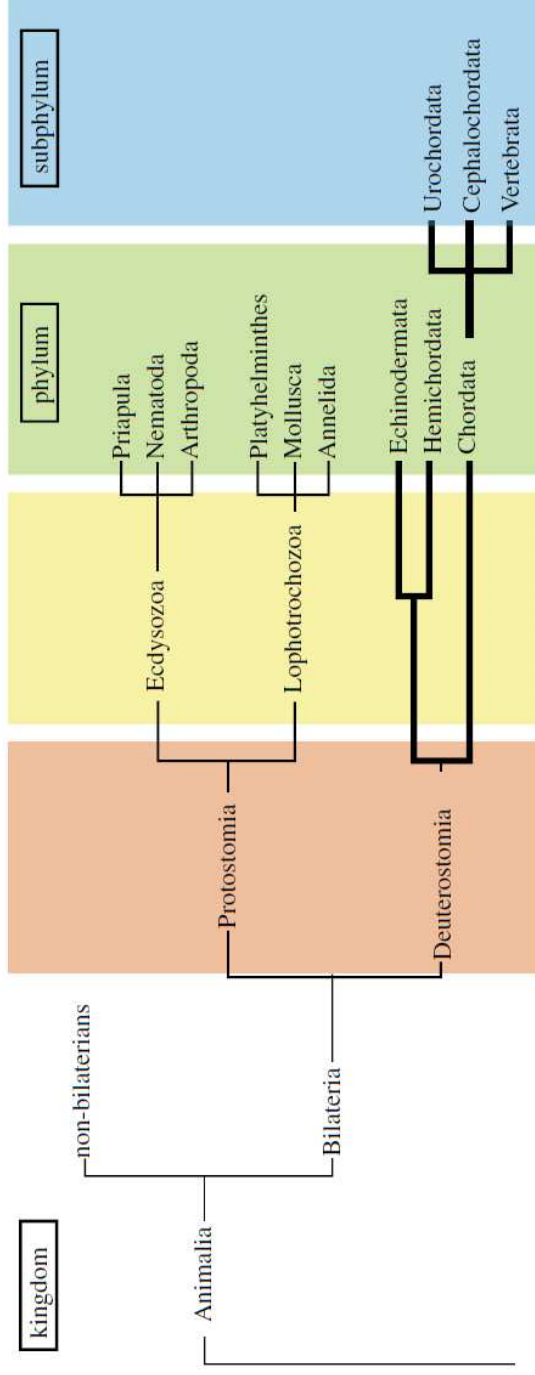 kingdom
phylum
subphylum
Animalia
non-bilaterians
Bilateria
Protostomia
Deuterostomia
Ecdysozoa
Lophotrochozoa
Priapula
Nematoda
Arthropoda
Platyhelminthes
Mollusca
Annelida
Echinodermata
Hemichordata
Chordata
Urochordata
Cephalochordata
Vertebrata